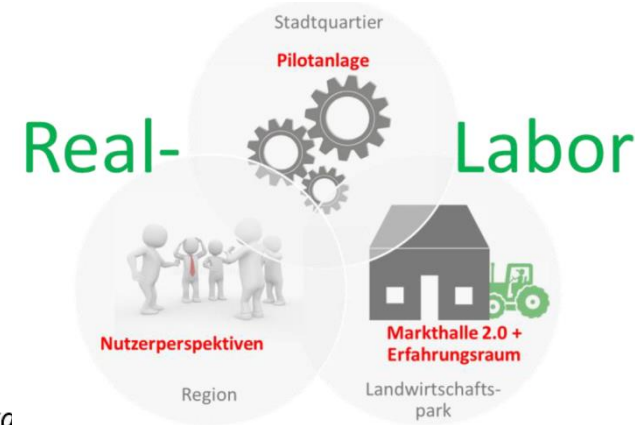 Stadtquartier
Pilotanlage
Real- Labor
Nutzerperspektiven
Markthalle 2.0 +
Erfahrungsraum
Region
Landwirtschafts-
park